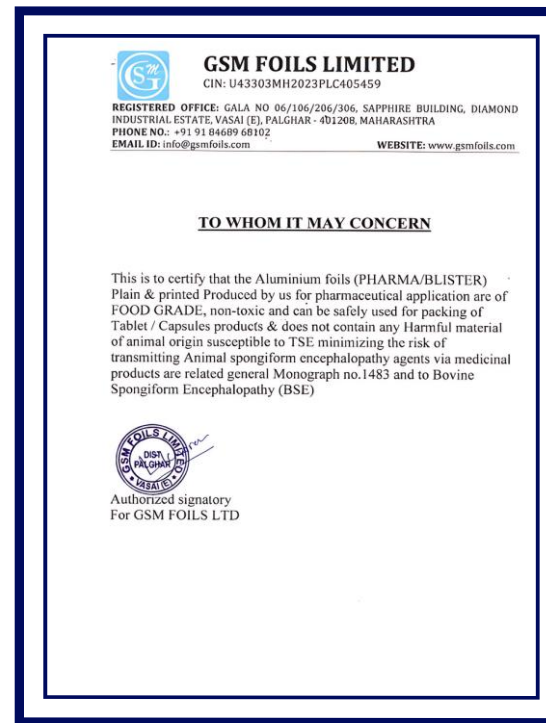 GSM
GSM FOILS LIMITED
CIN: U43303MH2023PLC405459
REGISTERED OFFICE: GALA NO 06/106/206/306, SAPPHIRE BUILDING, DIAMOND
INDUSTRIAL ESTATE, VASAI (E), PALGHAR - 401208, MAHARASHTRA
PHONE NO.: +91 91 84689 68102
EMAIL ID: info@gsmfoils.com WEBSITE: www.gsmfoils.com
TO WHOM IT MAY CONCERN
This is to certify that the Aluminium foils (PHARMA/BLISTER)
Plain & printed Produced by us for pharmaceutical application are of
FOOD GRADE, non-toxic and can be safely used for packing of
Tablet / Capsules products & does not contain any Harmful material
of animal origin susceptible to TSE minimizing the risk of
transmitting Animal spongiform encephalopathy agents via medicinal
products are related general Monograph no.1483 and to Bovine
Spongiform Encephalopathy (BSE)
GSM FOILS LIMITED
DIST
PALGHAR
* VASAI (E) *
Authorized signatory
For GSM FOILS LTD